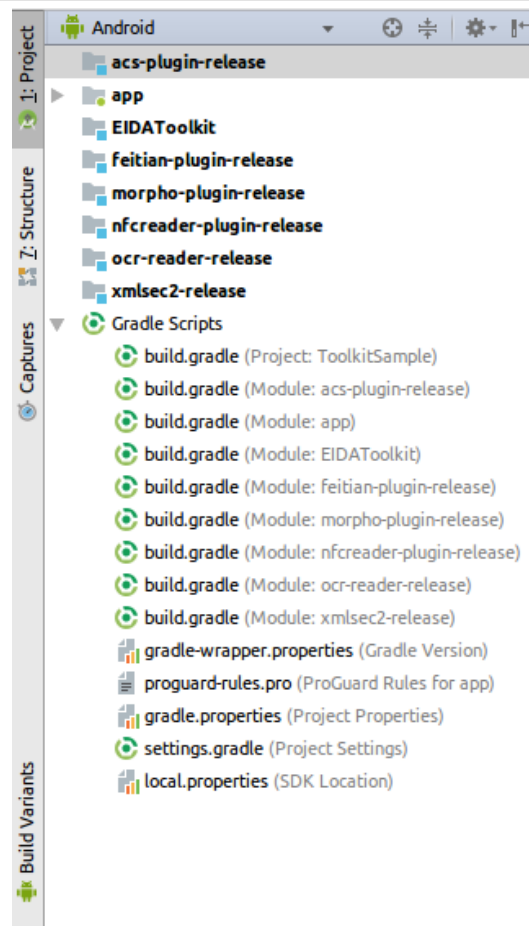 Android
acs-plugin-release
app
EIDAToolkit
feitian-plugin-release
morpho-plugin-release
nfcreader-plugin-release
ocr-reader-release
xmlsec2-release
Gradle Scripts
build.gradle (Project: ToolkitSample)
build.gradle (Module: acs-plugin-release)
build.gradle (Module: app)
build.gradle (Module: EIDAToolkit)
build.gradle (Module: feitian-plugin-release)
build.gradle (Module: morpho-plugin-release)
build.gradle (Module: nfcreader-plugin-release)
build.gradle (Module: ocr-reader-release)
build.gradle (Module: xmlsec2-release)
gradle-wrapper.properties (Gradle Version)
proguard-rules.pro (ProGuard Rules for app)
gradle.properties (Project Properties)
settings.gradle (Project Settings)
local.properties (SDK Location)
1: Project
7: Structure
Captures
Build Variants